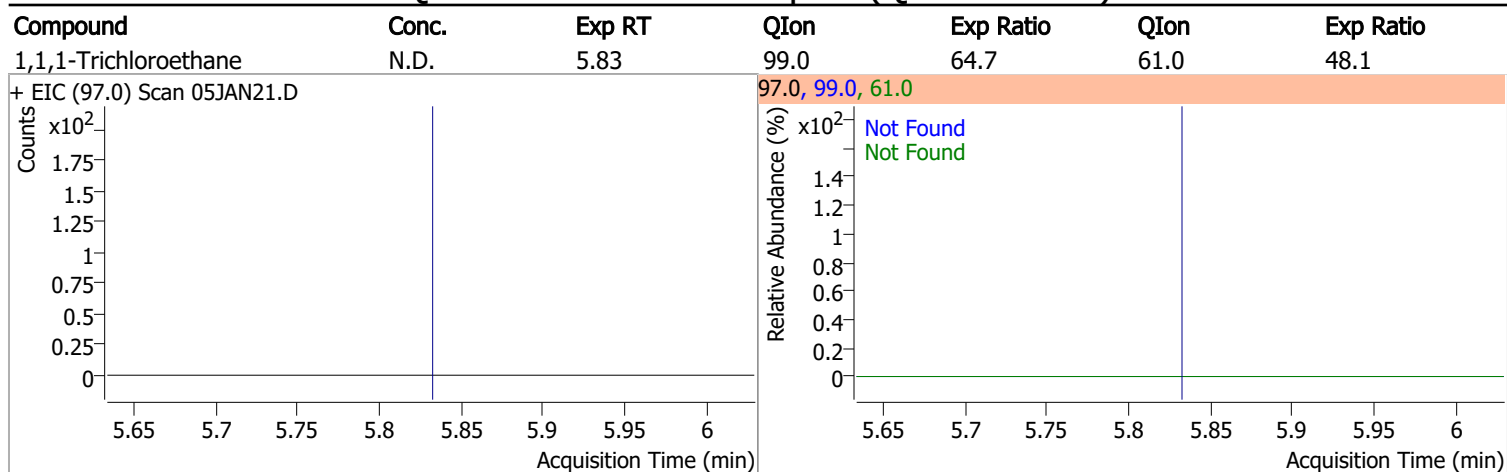 Compound Conc. Exp RT QIon Exp Ratio QIon Exp Ratio
1,1,1-Trichloroethane N.D. 5.83 99.0 64.7 61.0 48.1
+ EIC (97.0) Scan 05JAN21.D
Counts
x10²
1.75
1.5
1.25
1
0.75
0.5
0.25
0
5.65 5.7 5.75 5.8 5.85 5.9 5.95 6
Acquisition Time (min)
97.0, 99.0, 61.0
Relative Abundance (%)
x10²
Not Found
Not Found
1.4
1.2
1
0.8
0.6
0.4
0.2
0
5.65 5.7 5.75 5.8 5.85 5.9 5.95 6
Acquisition Time (min)